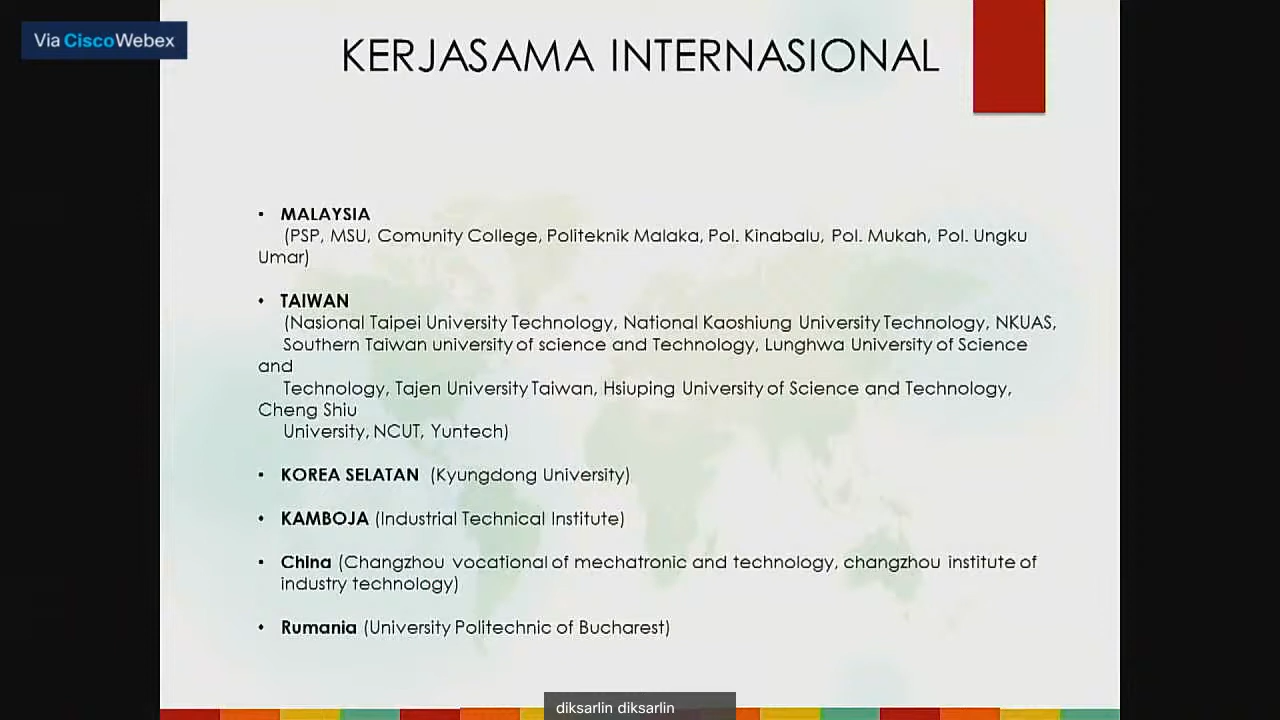 Via CiscoWebex
KERJASAMA INTERNASIONAL
• MALAYSIA
(PSP, MSU, Comunity College, Politeknik Malaka, Pol. Kinabalu, Pol. Mukah, Pol. Ungku
Umar)
• TAIWAN
(Nasional Taipei University Technology, National Kaoshiung University Technology, NKUAS,
Southern Taiwan university of science and Technology, Lunghwa University of Science
and
Technology, Tajen University Taiwan, Hsiuping University of Science and Technology,
Cheng Shiu
University, NCUT, Yuntech)
• KOREA SELATAN (Kyungdong University)
• KAMBOJA (Industrial Technical Institute)
• China (Changzhou vocational of mechatronic and technology, changzhou institute of
industry technology)
• Rumania (University Politechnic of Bucharest)
diksarlin diksarlin